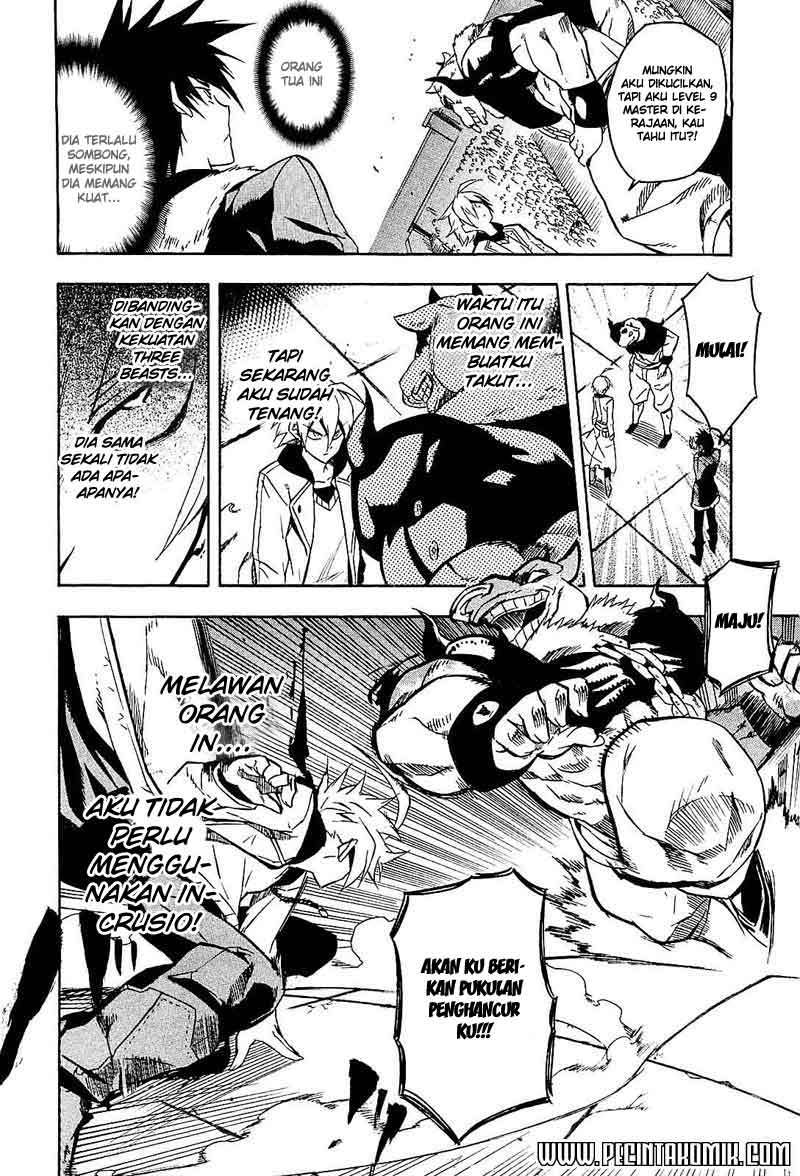 MUNGKIN
AKU DIKUCILKAN,
TAPI AKU LEVEL 9
MASTER DI KE-
RAJAAN, KAU
TAHU ITU?!
ORANG
TUA INI
DIA TERLALU
SOMBONG,
MESKIPUN
DIA MEMANG
KUAT...
MULAI!
WAKTU ITU
ORANG INI
MEMANG MEM-
BUATKU
TAKUT...
TAPI
SEKARANG
AKU SUDAH
TENANG!
DIBANDING-
KAN DENGAN
KEKUATAN
THREE
BEASTS...
DIA SAMA
SEKALI TIDAK
ADA APA-
APANYA!
MAJU!
MELAWAN
ORANG
IN....
AKU TIDAK
PERLU
MENGGU-
NAKAN IN-
CRUSIO!
AKAN KU BERI-
KAN PUKULAN
PENGHANCUR
KU!!!
WWW.PECINTAKOMIK.COM